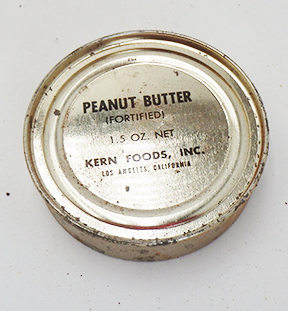 PEANUT BUTTER
(FORTIFIED)
1.5 OZ. NET
KERN FOODS, INC.
LOS ANGELES, CALIFORNIA